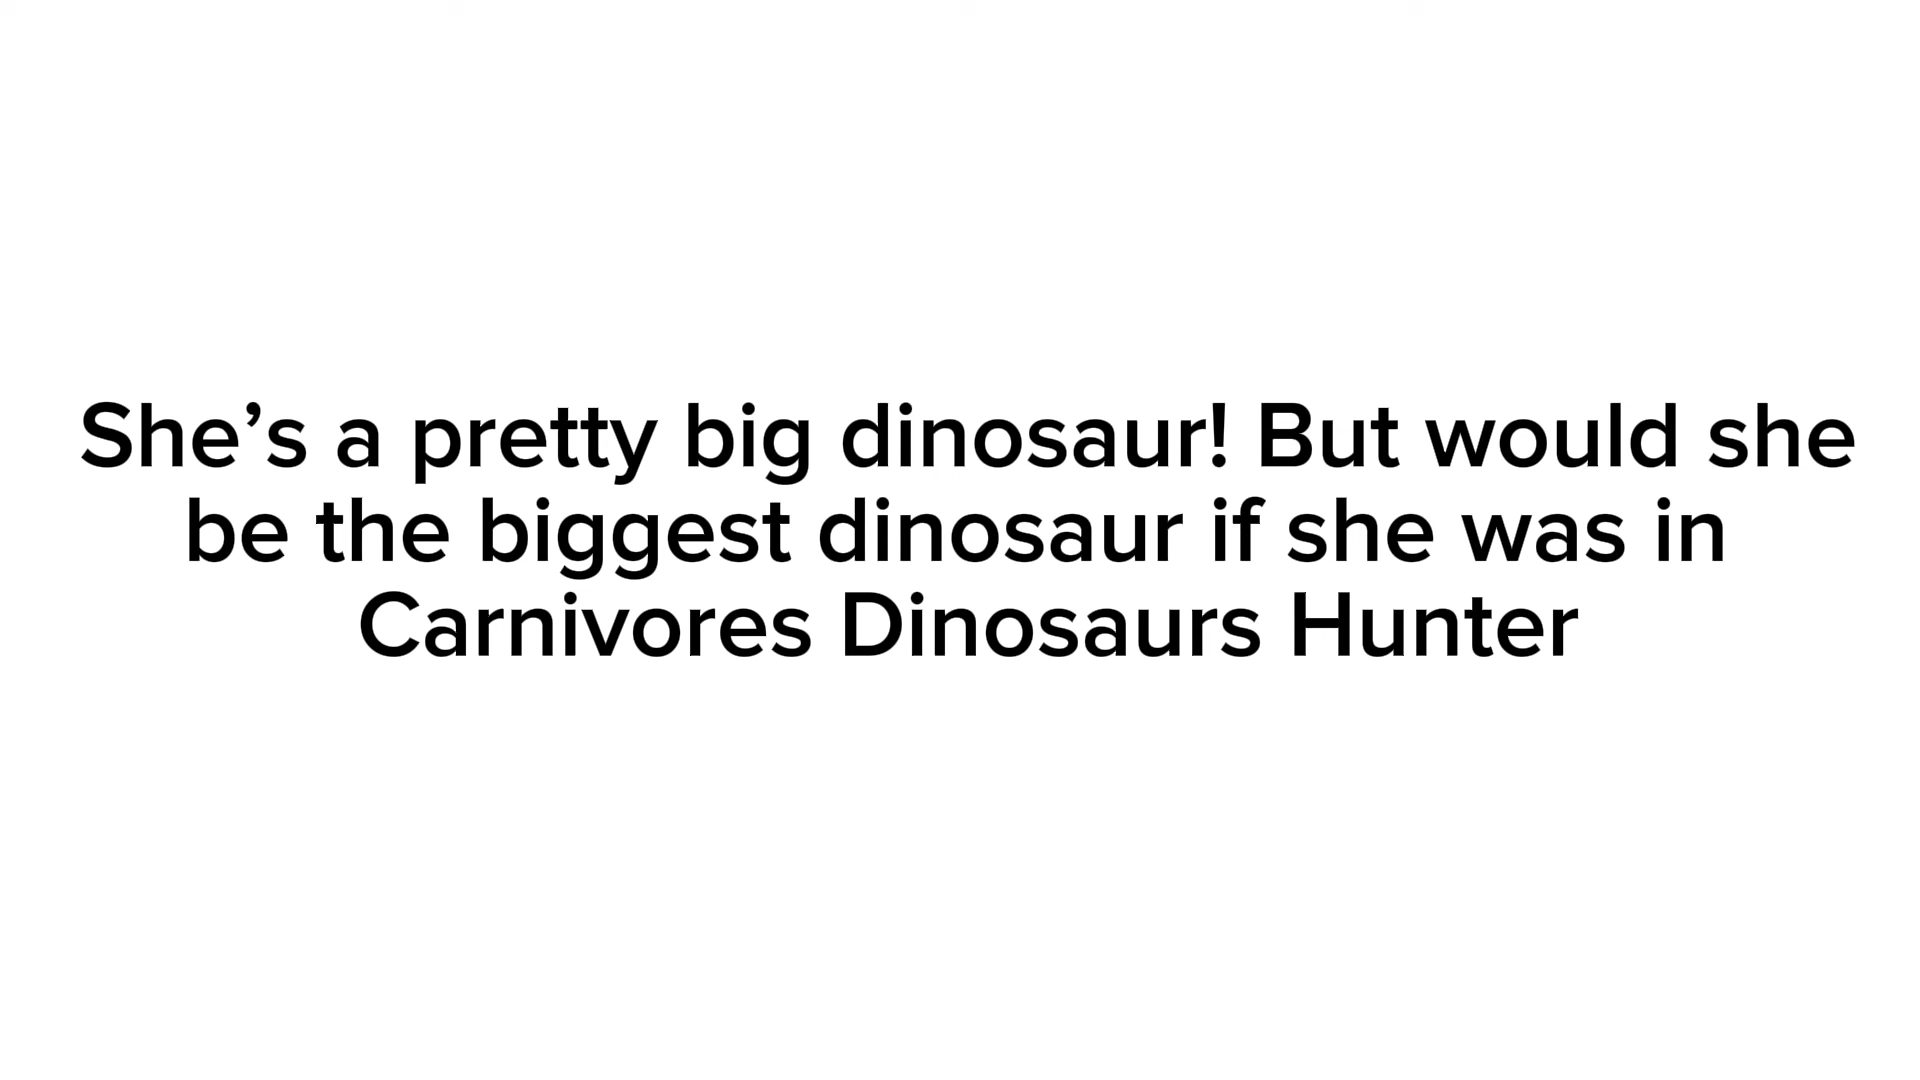 She’s a pretty big dinosaur! But would she
be the biggest dinosaur if she was in
Carnivores Dinosaurs Hunter